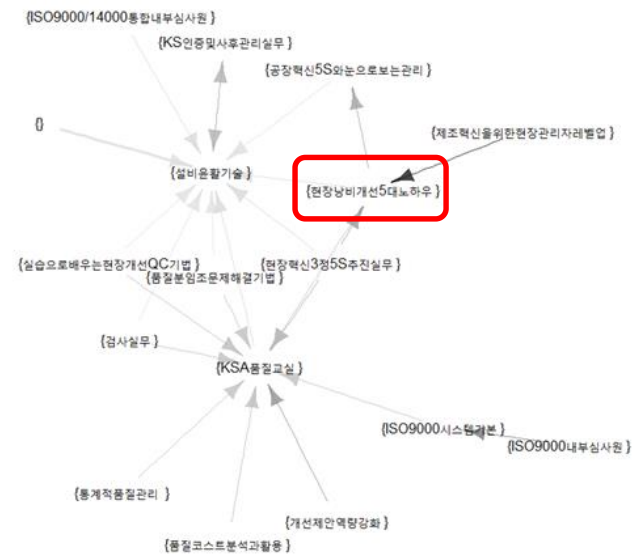 {ISO9000/14000통합내부심사원 }
{KS인증및사후관리실무 }
{공장혁신5S와눈으로보는관리 }
{}
{제조혁신을위한현장관리자레벨업 }
{설비윤활기술 }
{현장낭비개선5대노하우 }
{실습으로배우는현장개선QC기법 }
{현장혁신3정5S추진실무 }
{품질분임조문제해결기법 }
{검사실무 }
{KSA품질교실 }
{ISO9000시스템기본 }
{ISO9000내부심사원 }
{통계적품질관리 }
{개선제안역량강화 }
{품질코스트분석과활용 }